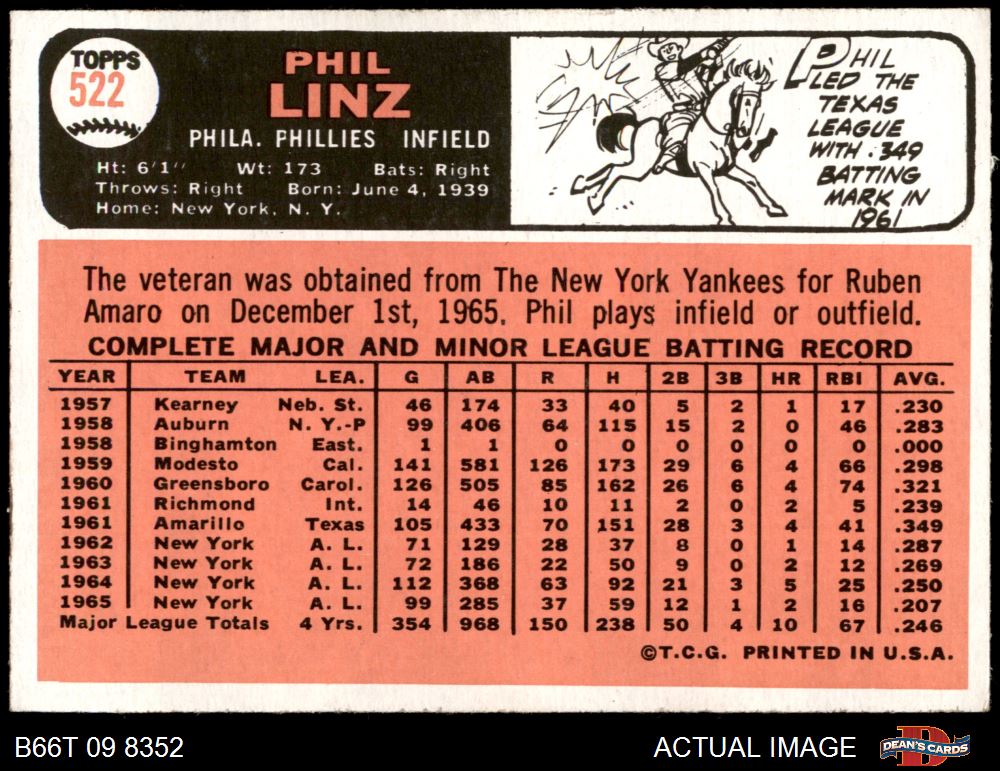 TOPPS
522
PHIL
LINZ
PHILA. PHILLIES INFIELD
Ht: 6'1" Wt: 173 Bats: Right
Throws: Right Born: June 4, 1939
Home: New York, N. Y.
PHIL
LED THE
TEXAS
LEAGUE
WITH .349
BATTING
MARK IN
1961
The veteran was obtained from The New York Yankees for Ruben
Amaro on December 1st, 1965. Phil plays infield or outfield.
COMPLETE MAJOR AND MINOR LEAGUE BATTING RECORD
YEAR TEAM LEA. G AB R H 2B 3B HR RBI AVG.
1957 Kearney Neb. St. 46 174 33 40 5 2 1 17 .230
1958 Auburn N. Y.-P 99 406 64 115 15 2 0 46 .283
1958 Binghamton East. 1 1 0 0 0 0 0 0 .000
1959 Modesto Cal. 141 581 126 173 29 6 4 66 .298
1960 Greensboro Carol. 126 505 85 162 26 6 4 74 .321
1961 Richmond Int. 14 46 10 11 2 0 2 5 .239
1961 Amarillo Texas 105 433 70 151 28 3 4 41 .349
1962 New York A. L. 71 129 28 37 8 0 1 14 .287
1963 New York A. L. 72 186 22 50 9 0 2 12 .269
1964 New York A. L. 112 368 63 92 21 3 5 25 .250
1965 New York A. L. 99 285 37 59 12 1 2 16 .207
Major League Totals 4 Yrs. 354 968 150 238 50 4 10 67 .246
©T.C.G. PRINTED IN U.S.A.
B66T 09 8352
ACTUAL IMAGE
DEAN'S CARDS